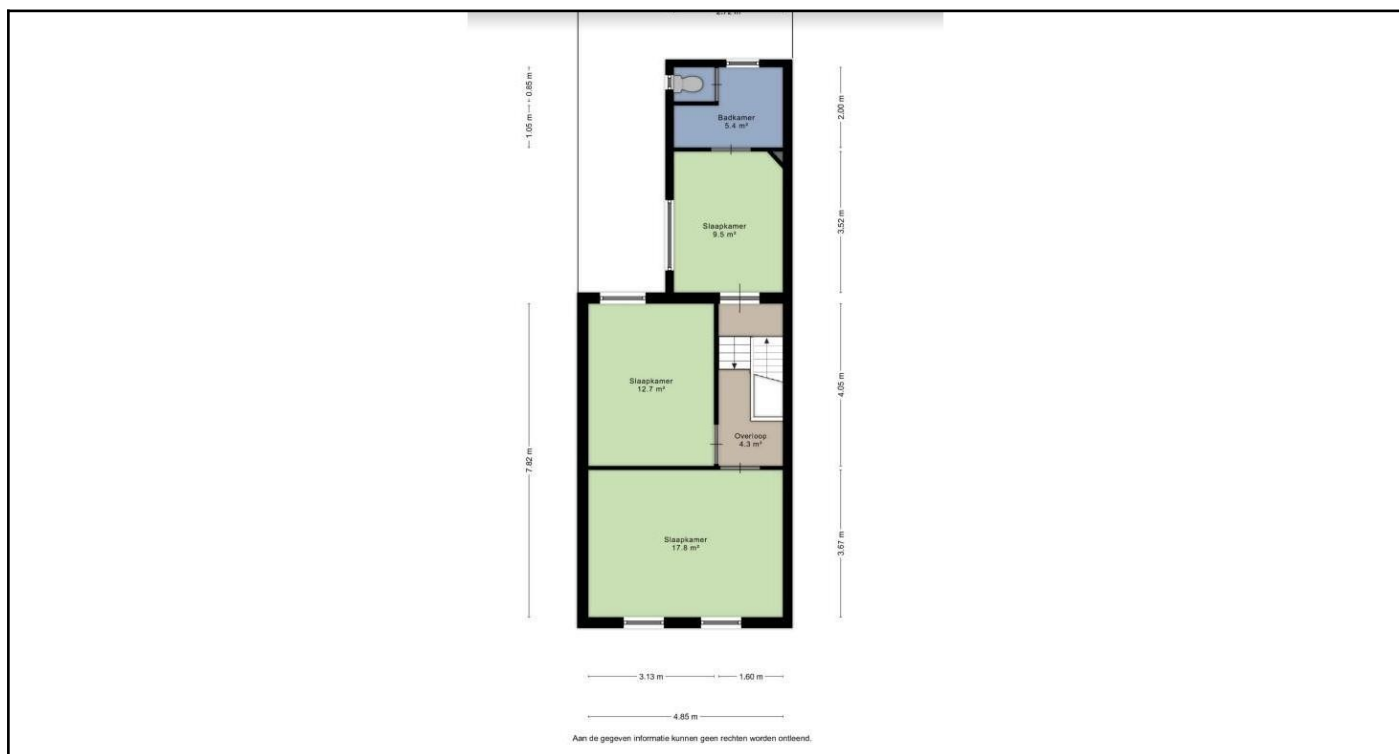 0.85 m
1.05 m
2.00 m
Badkamer
5.4 m²
3.52 m
Slaapkamer
9.5 m²
Slaapkamer
12.7 m²
4.05 m
Overloop
4.3 m²
7.82 m
Slaapkamer
17.8 m²
3.67 m
3.13 m
1.60 m
4.85 m
Aan de gegeven informatie kunnen geen rechten worden ontleend.